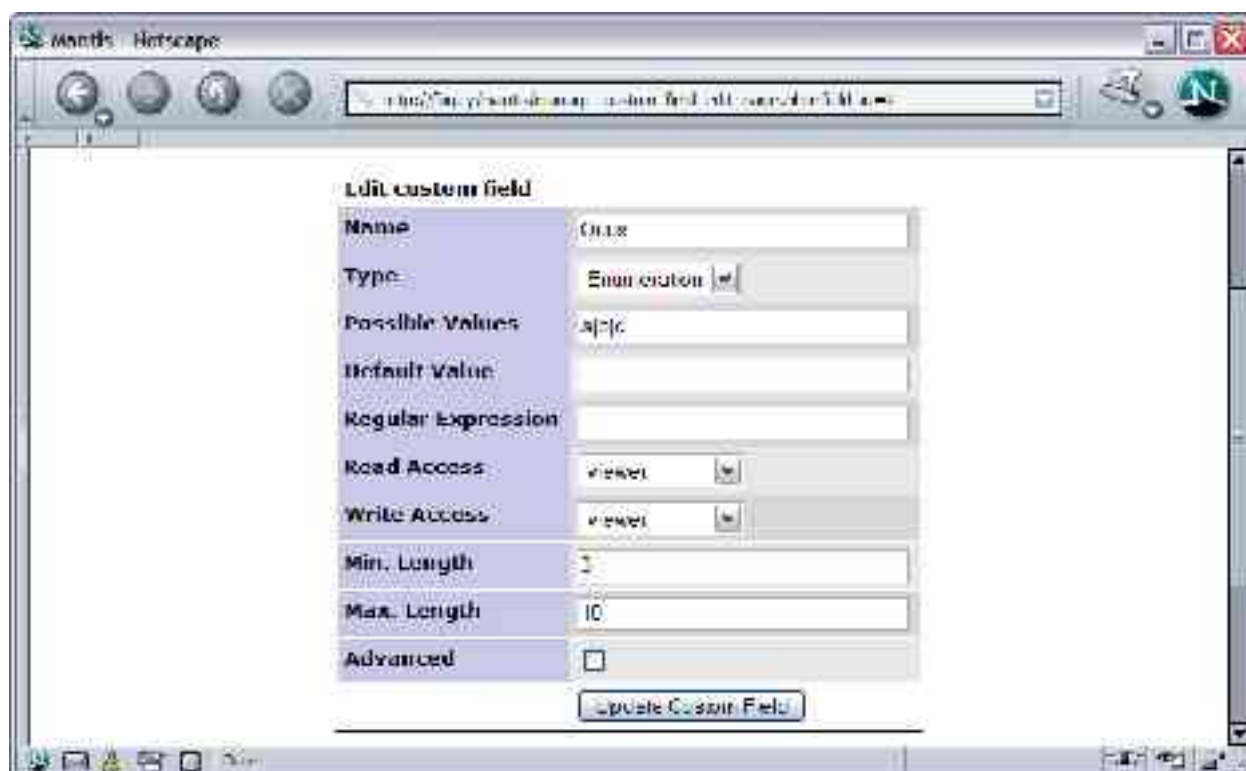 Mantis - Netscape
Edit custom field
Name
Type Enumeration
Possible Values
Default Value
Regular Expression
Read Access viewer
Write Access viewer
Min. Length
Max. Length
Advanced
Update Custom Field